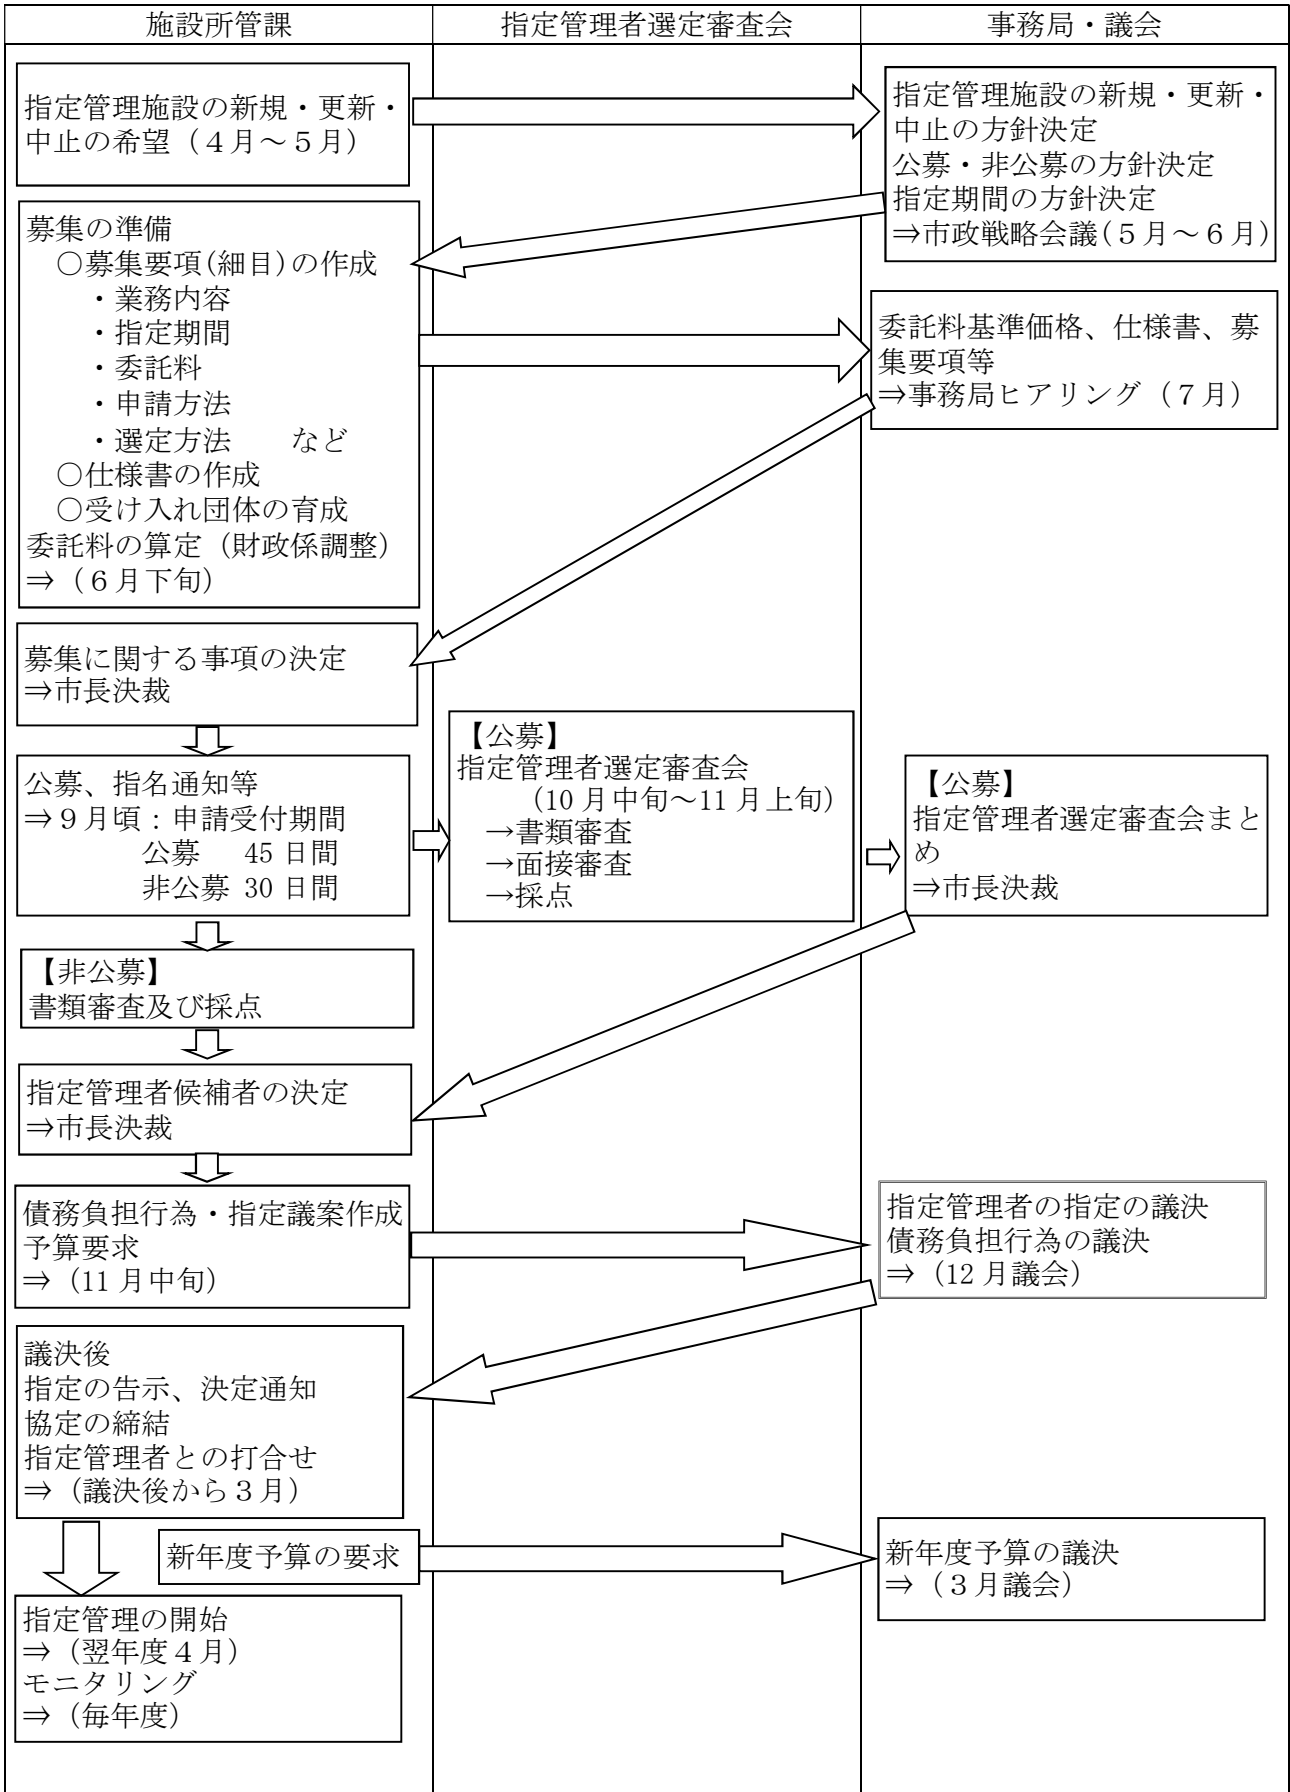 施設所管課
指定管理者選定審査会
事務局・議会
指定管理施設の新規・更新・
中止の希望（４月～５月）
指定管理施設の新規・更新・
中止の方針決定
公募・非公募の方針決定
指定期間の方針決定
⇒市政戦略会議(５月～６月)
募集の準備
○募集要項(細目)の作成
・業務内容
・指定期間
・委託料
・申請方法
・選定方法　　など
○仕様書の作成
○受け入れ団体の育成
委託料の算定（財政係調整）
⇒（６月下旬）
委託料基準価格、仕様書、募
集要項等
⇒事務局ヒアリング（７月）
募集に関する事項の決定
⇒市長決裁
公募、指名通知等
⇒９月頃：申請受付期間
公募　45 日間
非公募 30 日間
【公募】
指定管理者選定審査会
（10 月中旬～11 月上旬）
→書類審査
→面接審査
→採点
【公募】
指定管理者選定審査会まと
め
⇒市長決裁
【非公募】
書類審査及び採点
指定管理者候補者の決定
⇒市長決裁
債務負担行為・指定議案作成
予算要求
⇒（11 月中旬）
指定管理者の指定の議決
債務負担行為の議決
⇒（12 月議会）
議決後
指定の告示、決定通知
協定の締結
指定管理者との打合せ
⇒（議決後から３月）
新年度予算の要求
新年度予算の議決
⇒（３月議会）
指定管理の開始
⇒（翌年度４月）
モニタリング
⇒（毎年度）